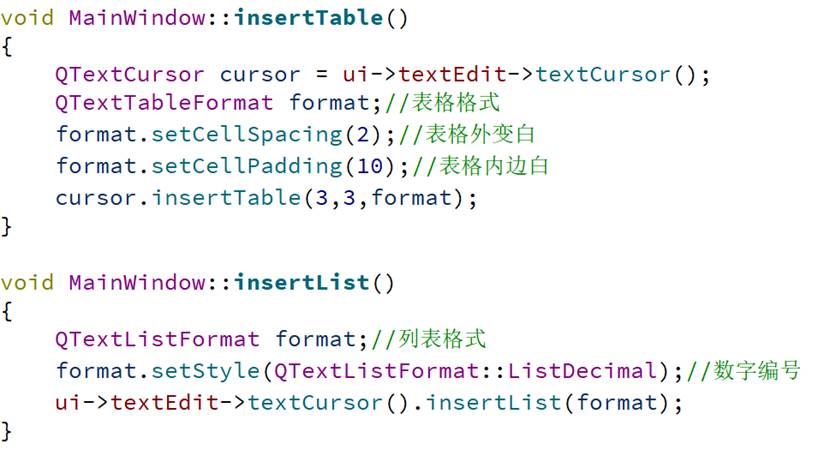 void MainWindow::insertTable()
{
    QTextCursor cursor = ui->textEdit->textCursor();
    QTextTableFormat format;//表格格式
    format.setCellSpacing(2);//表格外变白
    format.setCellPadding(10);//表格内边白
    cursor.insertTable(3,3,format);
}

void MainWindow::insertList()
{
    QTextListFormat format;//列表格式
    format.setStyle(QTextListFormat::ListDecimal);//数字编号
    ui->textEdit->textCursor().insertList(format);
}